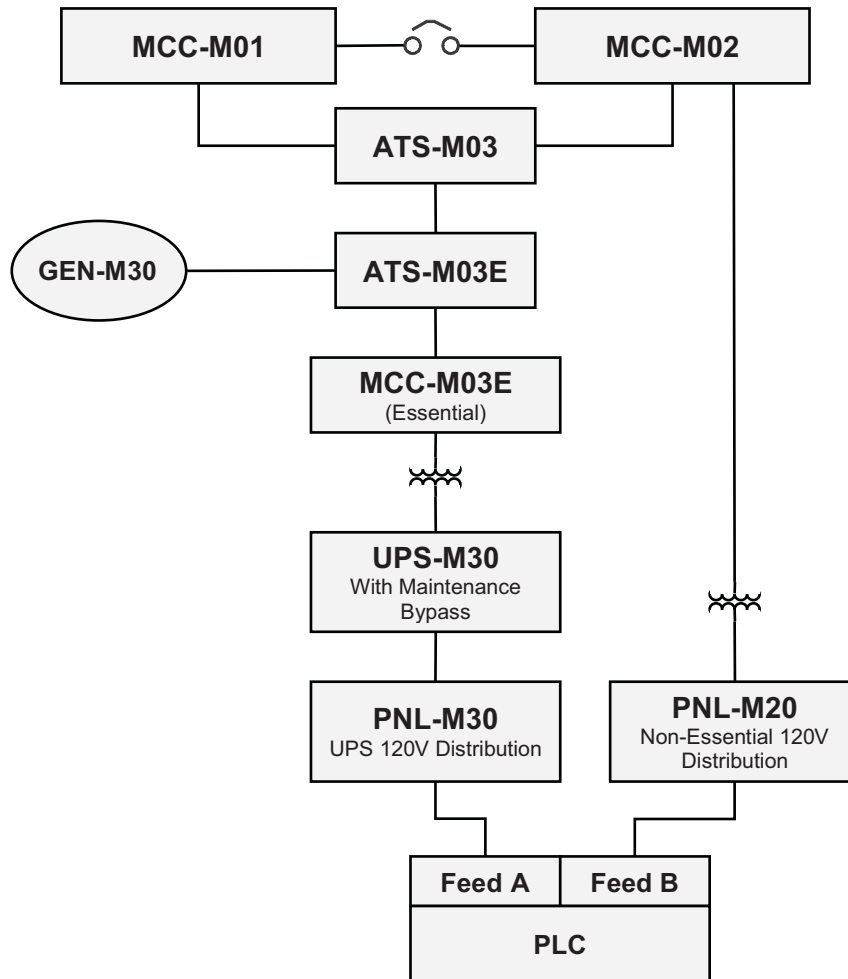 MCC-M01
MCC-M02
ATS-M03
GEN-M30
ATS-M03E
MCC-M03E
(Essential)
UPS-M30
With Maintenance
Bypass
PNL-M30
UPS 120V Distribution
PNL-M20
Non-Essential 120V
Distribution
Feed A
Feed B
PLC